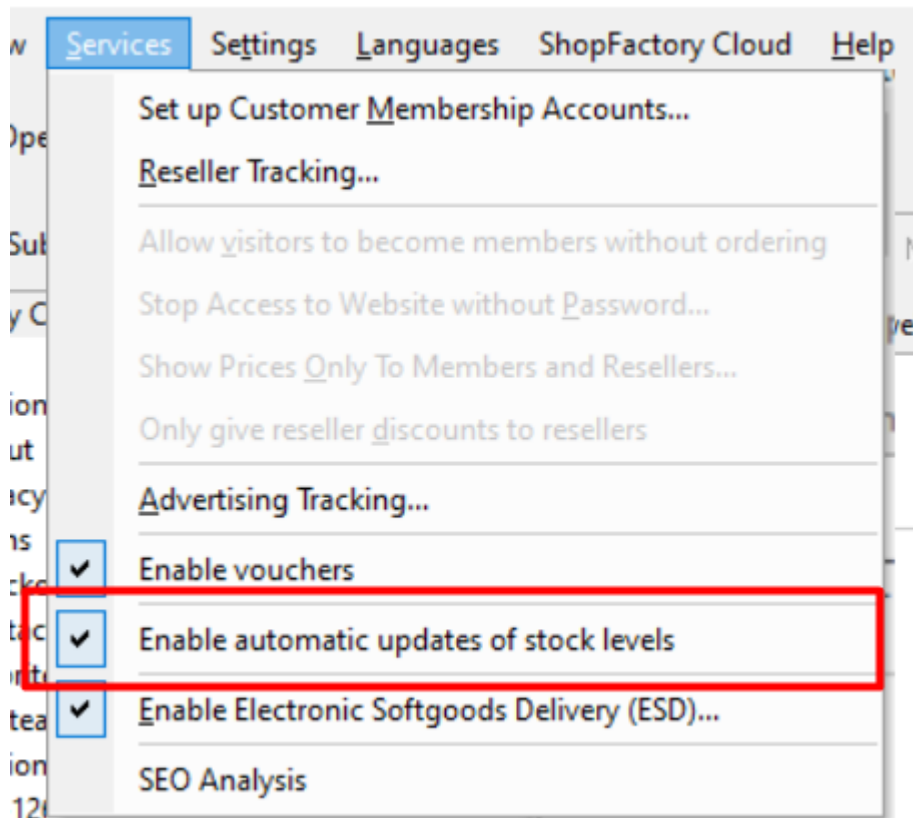 Services Settings Languages ShopFactory Cloud Help
Set up Customer Membership Accounts...
Reseller Tracking...
Allow visitors to become members without ordering
Stop Access to Website without Password...
Show Prices Only To Members and Resellers...
Only give reseller discounts to resellers
Advertising Tracking...
Enable vouchers
Enable automatic updates of stock levels
Enable Electronic Softgoods Delivery (ESD)...
SEO Analysis